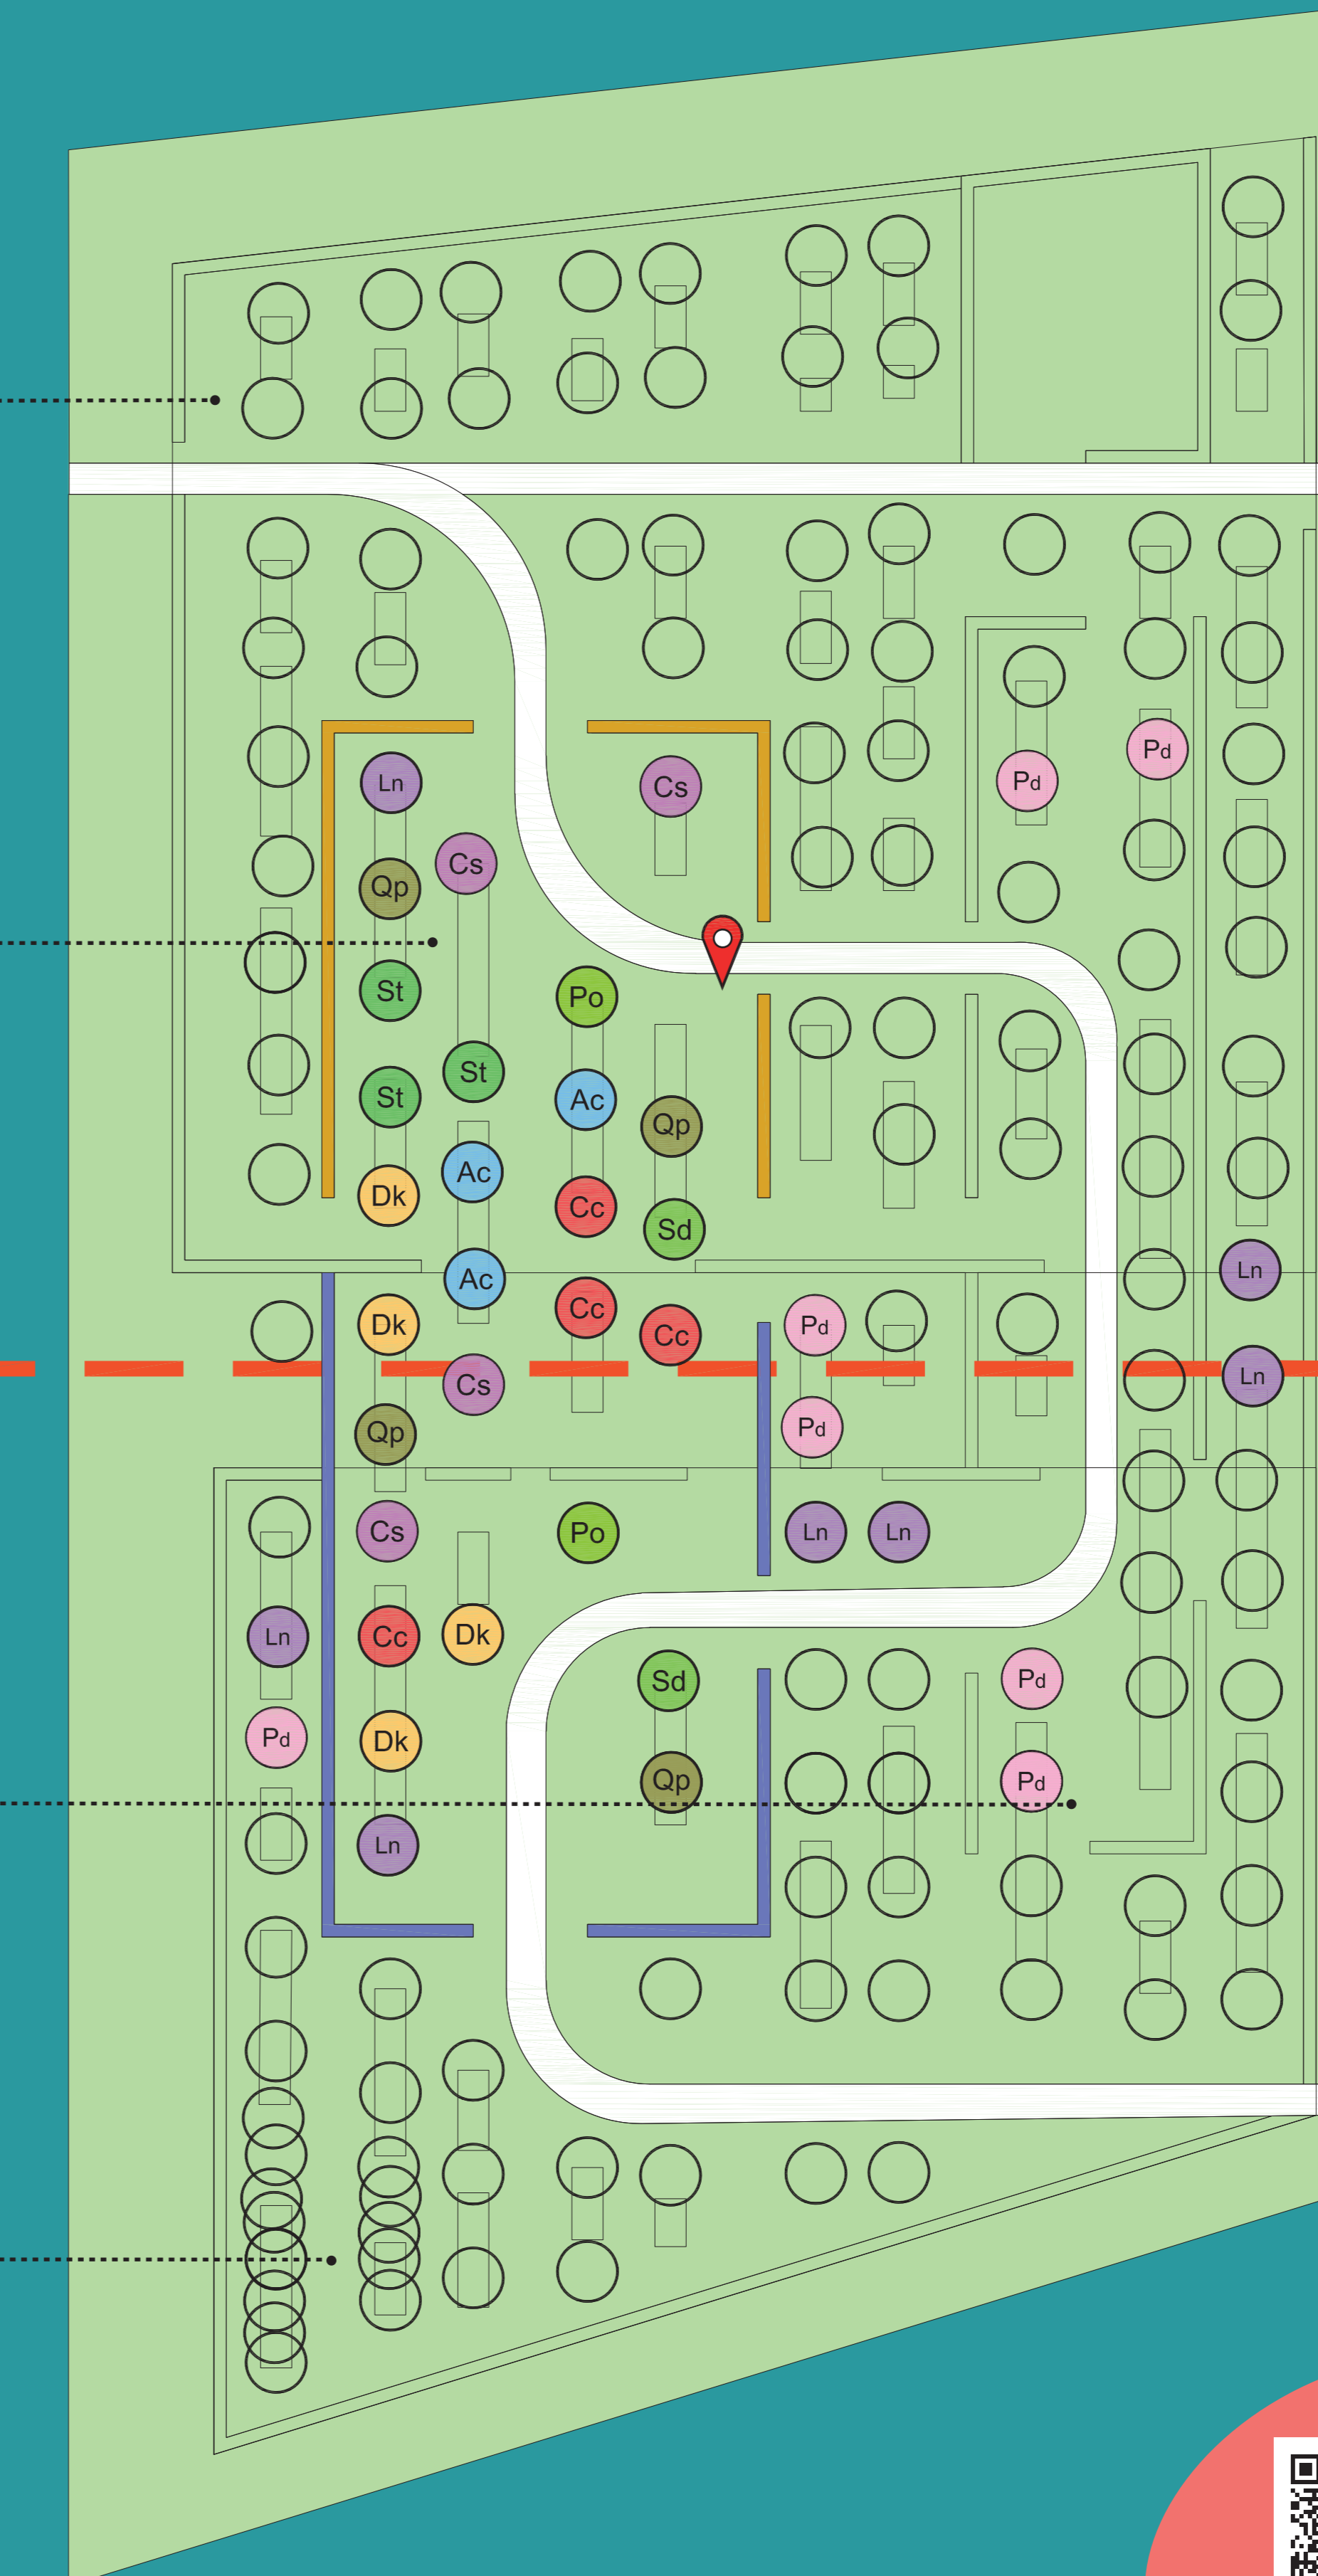 Pd
Ln Cs Pd
Qp Cs
St Po
St St Ac Qp
Dk Ac Cc Sd
Ac Ln
Dk Cc Cc Pd
Cs Ln
Qp Pd
Cs Po Ln Ln
Ln Cc Dk
Sd Pd
Pd Dk
Qp Pd
Ln